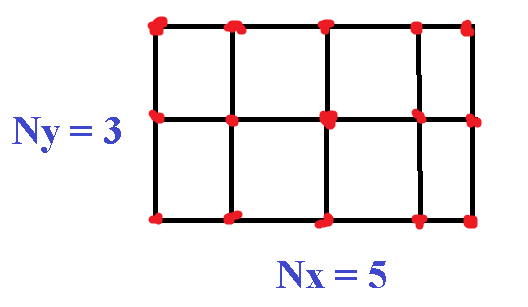 Ny = 3
Nx = 5